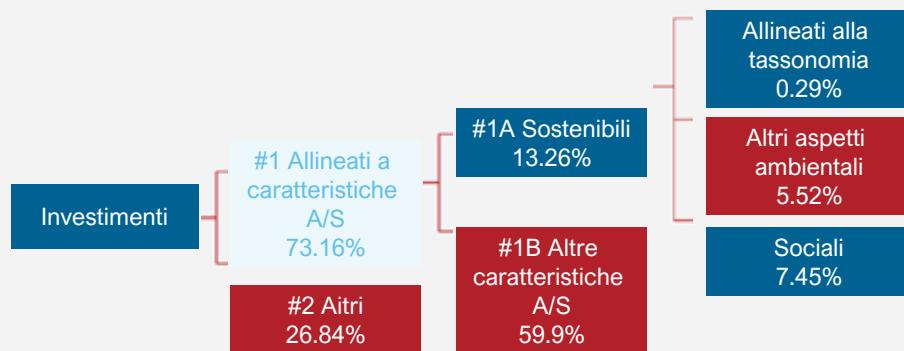 Investimenti
#1 Allineati a
caratteristiche
A/S
73.16%
#2 Aitri
26.84%
#1A Sostenibili
13.26%
#1B Altre
caratteristiche
A/S
59.9%
Allineati alla
tassonomia
0.29%
Altri aspetti
ambientali
5.52%
Sociali
7.45%